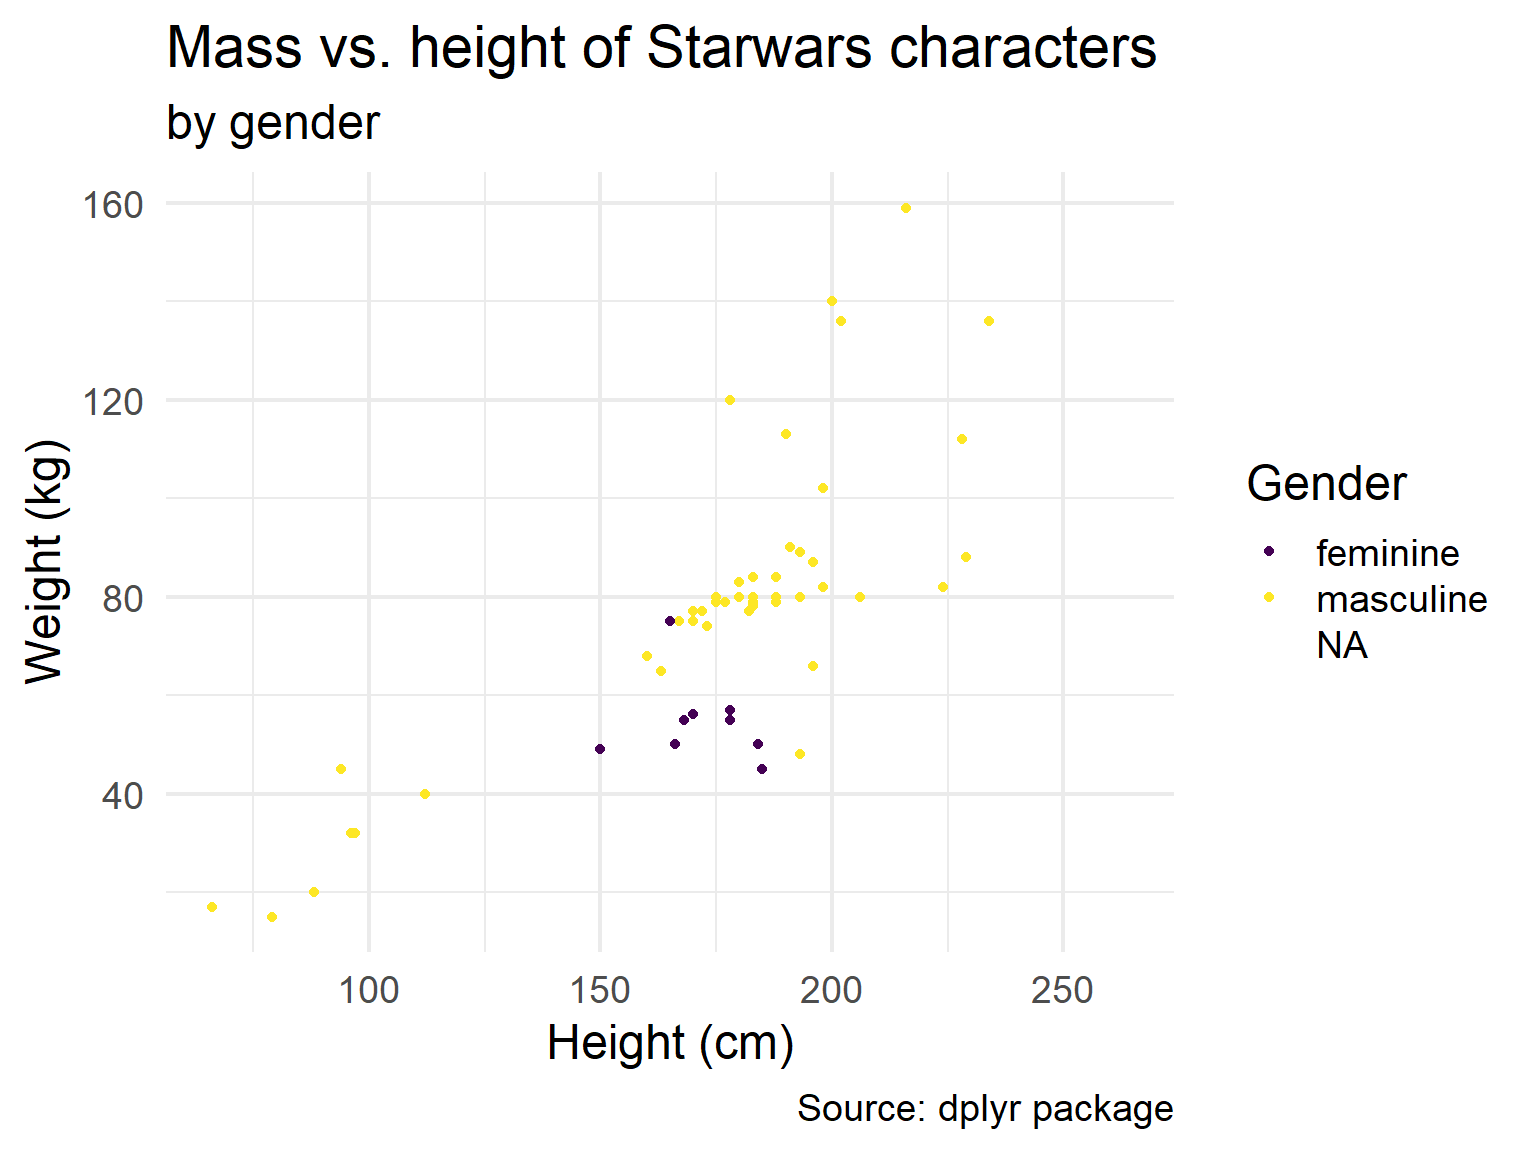 Mass vs. height of Starwars characters
by gender
160
120
80
40
Weight (kg)
100 150 200 250
Height (cm)
Gender
feminine
masculine
NA
Source: dplyr package